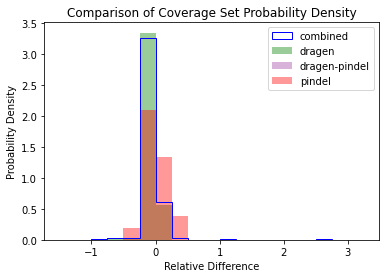 Comparison of Coverage Set Probability Density
combined
dragen
dragen-pindel
pindel
Probability Density
3.5
3.0
2.5
2.0
1.5
1.0
0.5
0.0
−1
0
1
2
3
Relative Difference